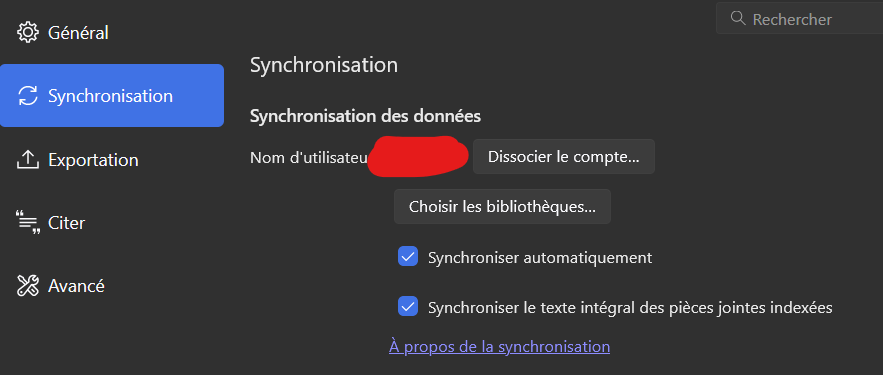 Rechercher
Général
Synchronisation
Exportation
Citer
Avancé
Synchronisation
Synchronisation des données
Nom d'utilisateu Dissocier le compte...
Choisir les bibliothèques...
Synchroniser automatiquement
Synchroniser le texte intégral des pièces jointes indexées
À propos de la synchronisation